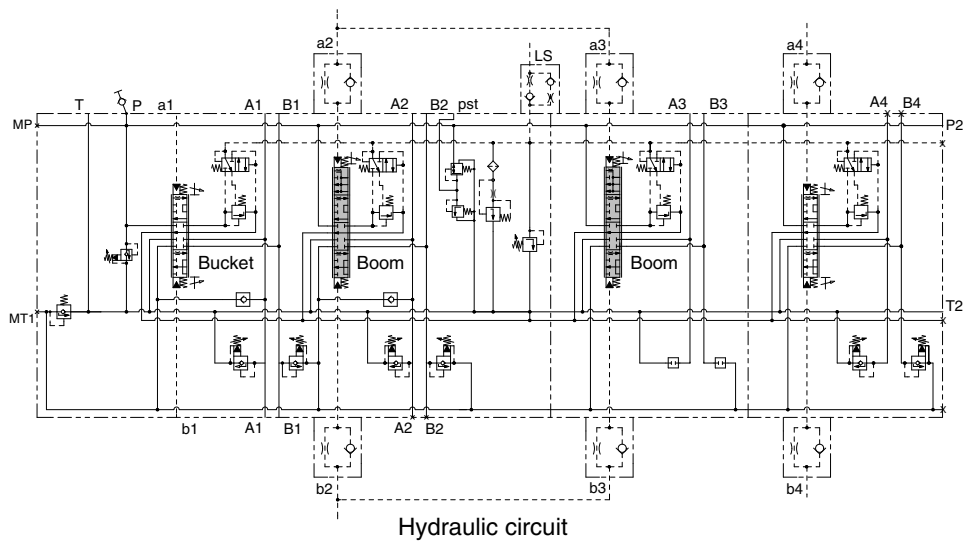 a2 a3 a4
LS
T P a1 A1 B1 A2 B2 pst A3 B3 A4 B4
MP P2
Bucket Boom Boom
MT1 T2
b1 A1 B1 A2 B2
b2 b3 b4
Hydraulic circuit